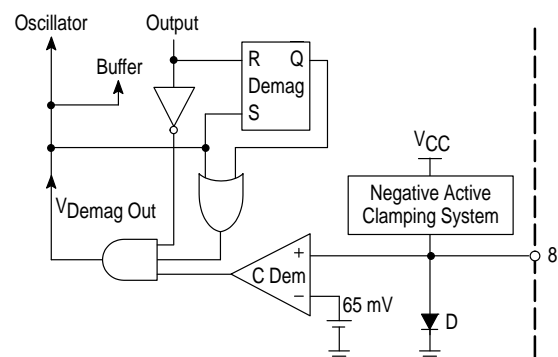 Oscillator
Output
Buffer
R
Q̅
Demag
S
VCC
Negative Active
Clamping System
VDemag Out
+
C Dem
–
65 mV
D
8